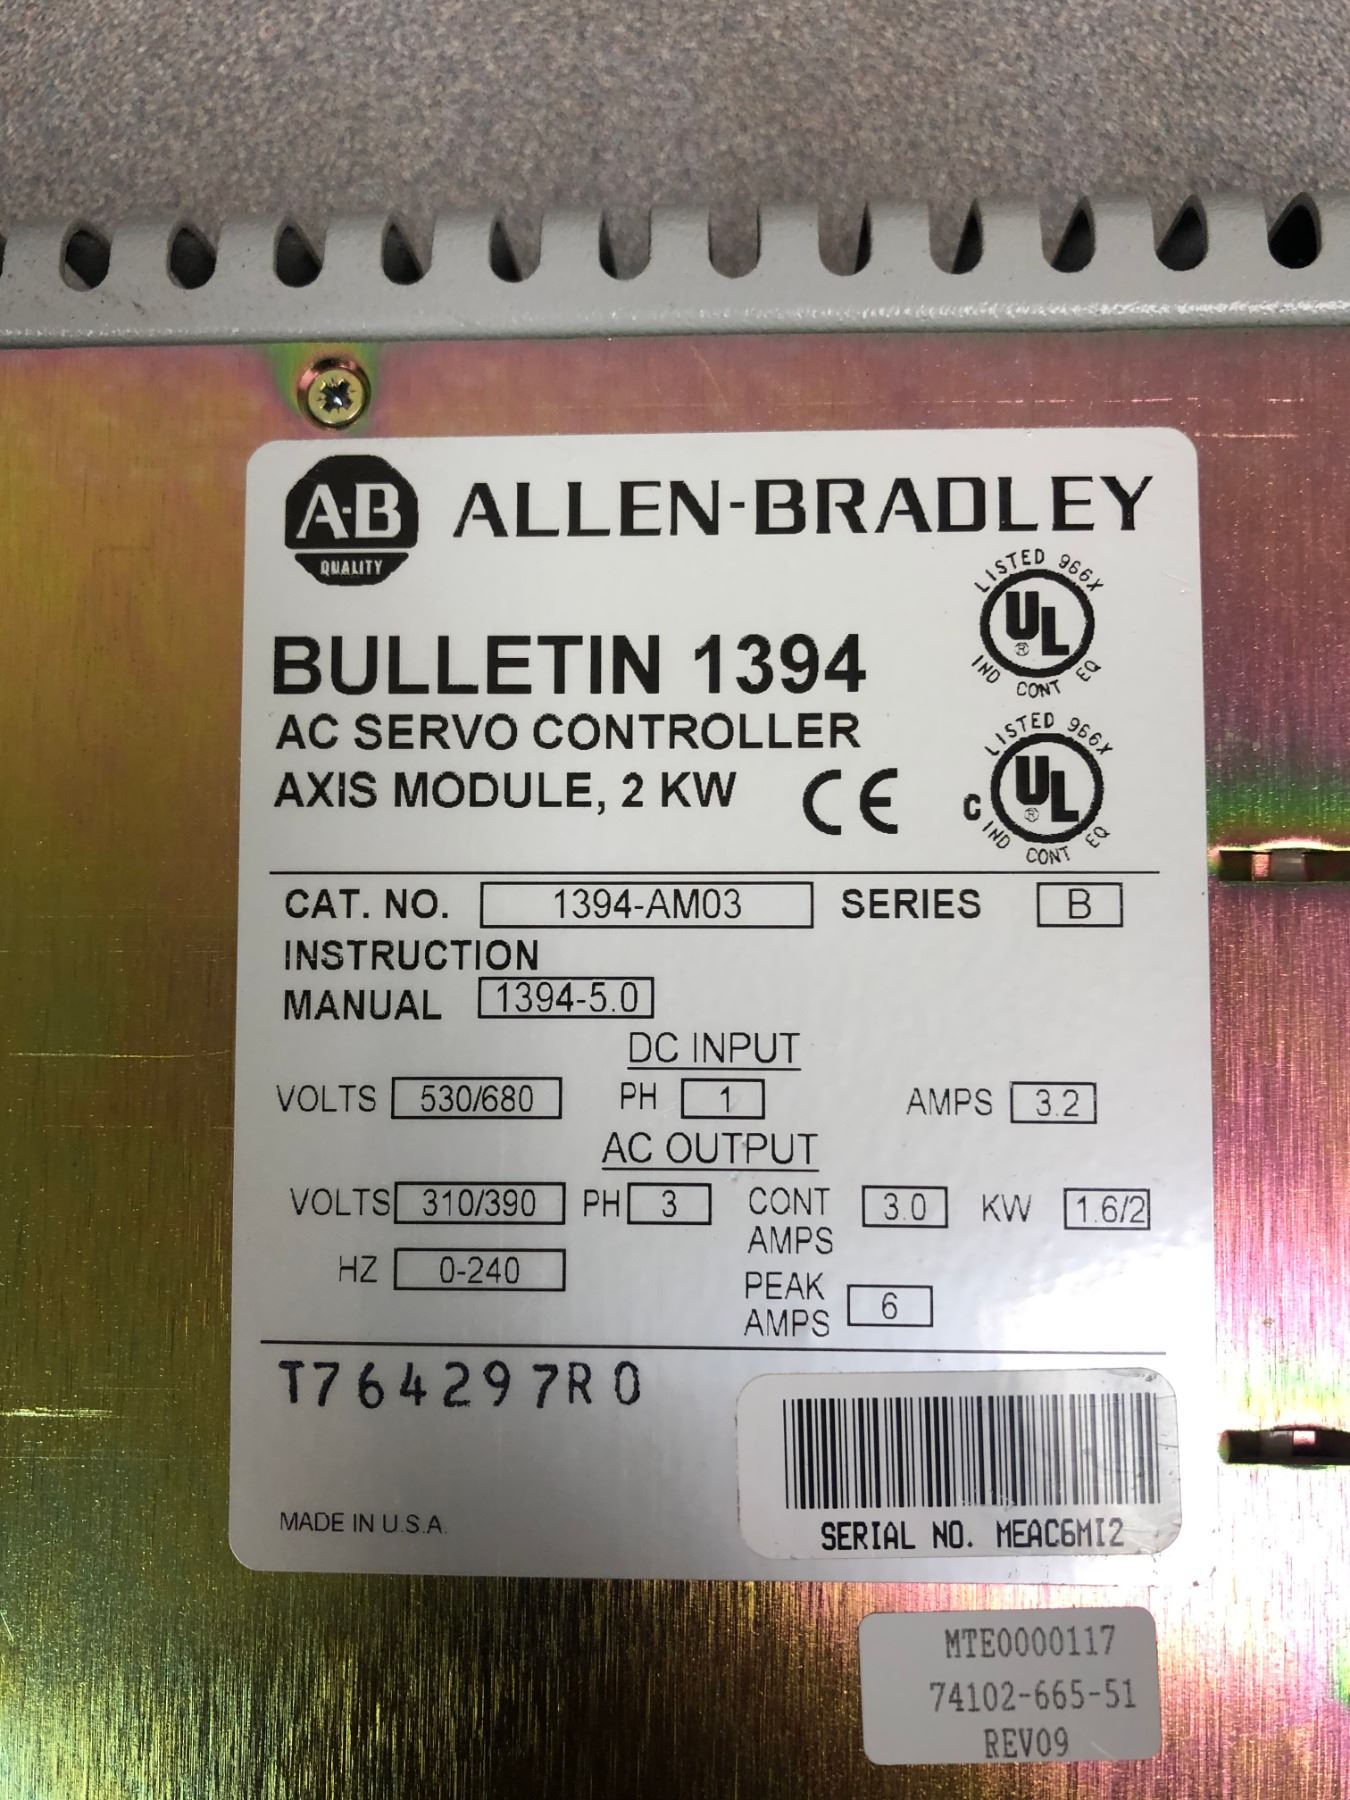 A-B
QUALITY
ALLEN-BRADLEY
LISTED 966X
UL
®
IND CONT EQ
BULLETIN 1394
AC SERVO CONTROLLER
AXIS MODULE, 2 KW
CE
LISTED 966X
C UL
®
IND CONT EQ
CAT. NO. 1394-AM03 SERIES B
INSTRUCTION
MANUAL 1394-5.0
DC INPUT
VOLTS 530/680 PH 1 AMPS 3.2
AC OUTPUT
VOLTS 310/390 PH 3 CONT AMPS 3.0 KW 1.6/2
HZ 0-240 PEAK AMPS 6
T764297R0
MADE IN U.S.A.
SERIAL NO. MEAC6MI2
MTE0000117
74102-665-51
REV09